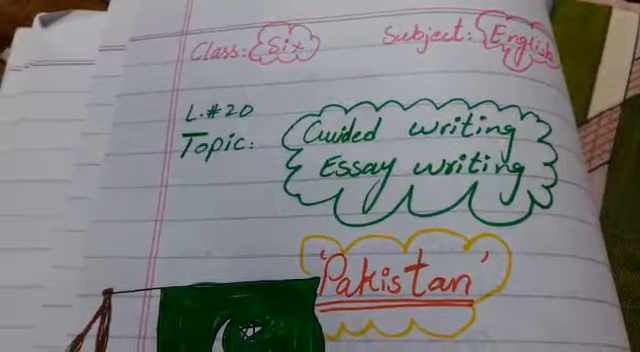 Class: Six Subject: English
L.#20
Topic: Guided writing
Essay writing
'Pakistan'